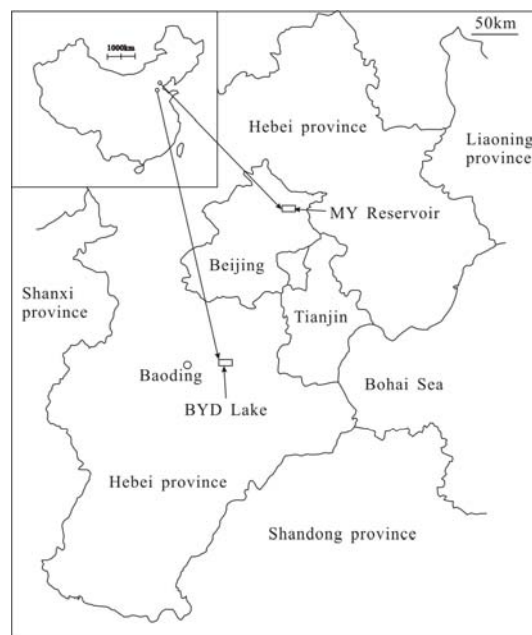 1000km
50km
Hebei province
Liaoning
province
MY Reservoir
Beijing
Shanxi
province
Tianjin
Baoding
Bohai Sea
BYD Lake
Hebei province
Shandong province